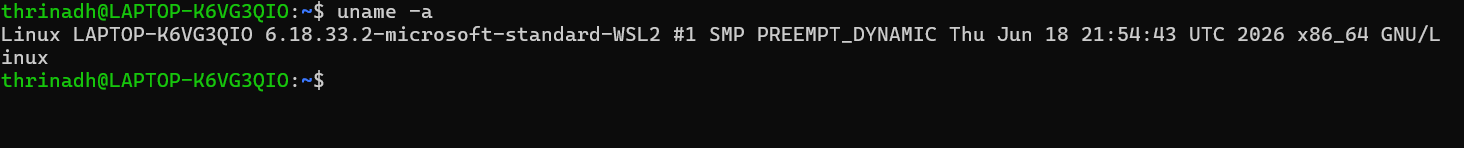 thrinadh@LAPTOP-K6VG3QIO:~$ uname -a
Linux LAPTOP-K6VG3QIO 6.18.33.2-microsoft-standard-WSL2 #1 SMP PREEMPT_DYNAMIC Thu Jun 18 21:54:43 UTC 2026 x86_64 GNU/L
inux
thrinadh@LAPTOP-K6VG3QIO:~$